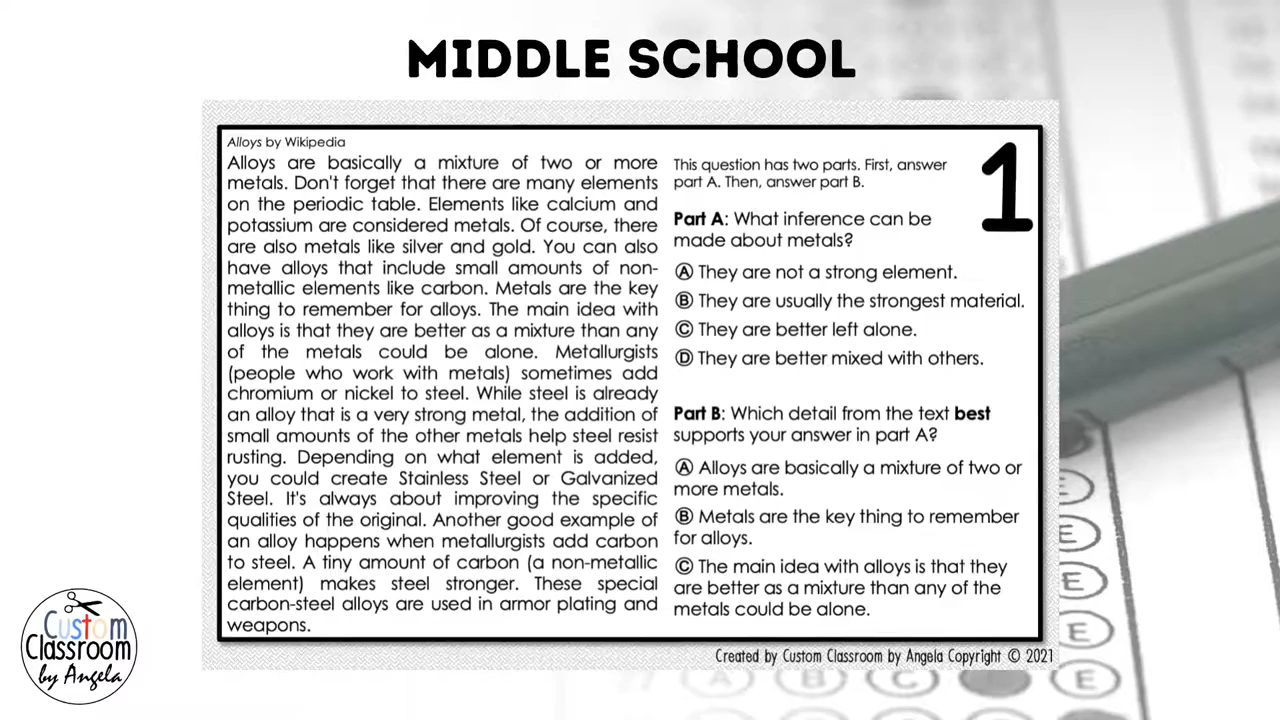 MIDDLE SCHOOL
Alloys by Wikipedia
Alloys are basically a mixture of two or more
metals. Don't forget that there are many elements
on the periodic table. Elements like calcium and
potassium are considered metals. Of course, there
are also metals like silver and gold. You can also
have alloys that include small amounts of non-
metallic elements like carbon. Metals are the key
thing to remember for alloys. The main idea with
alloys is that they are better as a mixture than any
of the metals could be alone. Metallurgists
(people who work with metals) sometimes add
chromium or nickel to steel. While steel is already
an alloy that is a very strong metal, the addition of
small amounts of the other metals help steel resist
rusting. Depending on what element is added,
you could create Stainless Steel or Galvanized
Steel. It's always about improving the specific
qualities of the original. Another good example of
an alloy happens when metallurgists add carbon
to steel. A tiny amount of carbon (a non-metallic
element) makes steel stronger. These special
carbon-steel alloys are used in armor plating and
weapons.
1
This question has two parts. First, answer
part A. Then, answer part B.
Part A: What inference can be
made about metals?
Ⓐ They are not a strong element.
Ⓑ They are usually the strongest material.
Ⓒ They are better left alone.
Ⓓ They are better mixed with others.
Part B: Which detail from the text best
supports your answer in part A?
Ⓐ Alloys are basically a mixture of two or
more metals.
Ⓑ Metals are the key thing to remember
for alloys.
Ⓒ The main idea with alloys is that they
are better as a mixture than any of the
metals could be alone.
Created by Custom Classroom by Angela Copyright © 2021
Custom
Classroom
by Angela
E
E
E
E
A B C E